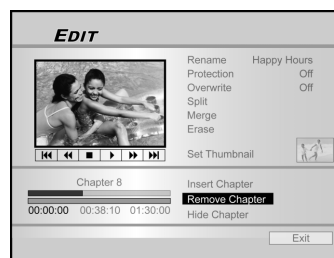 EDIT
Rename Happy Hours
Protection Off
Overwrite Off
Split
Merge
Erase
Set Thumbnail
Chapter 8
00:00:00 00:38:10 01:30:00
Insert Chapter
Remove Chapter
Hide Chapter
Exit